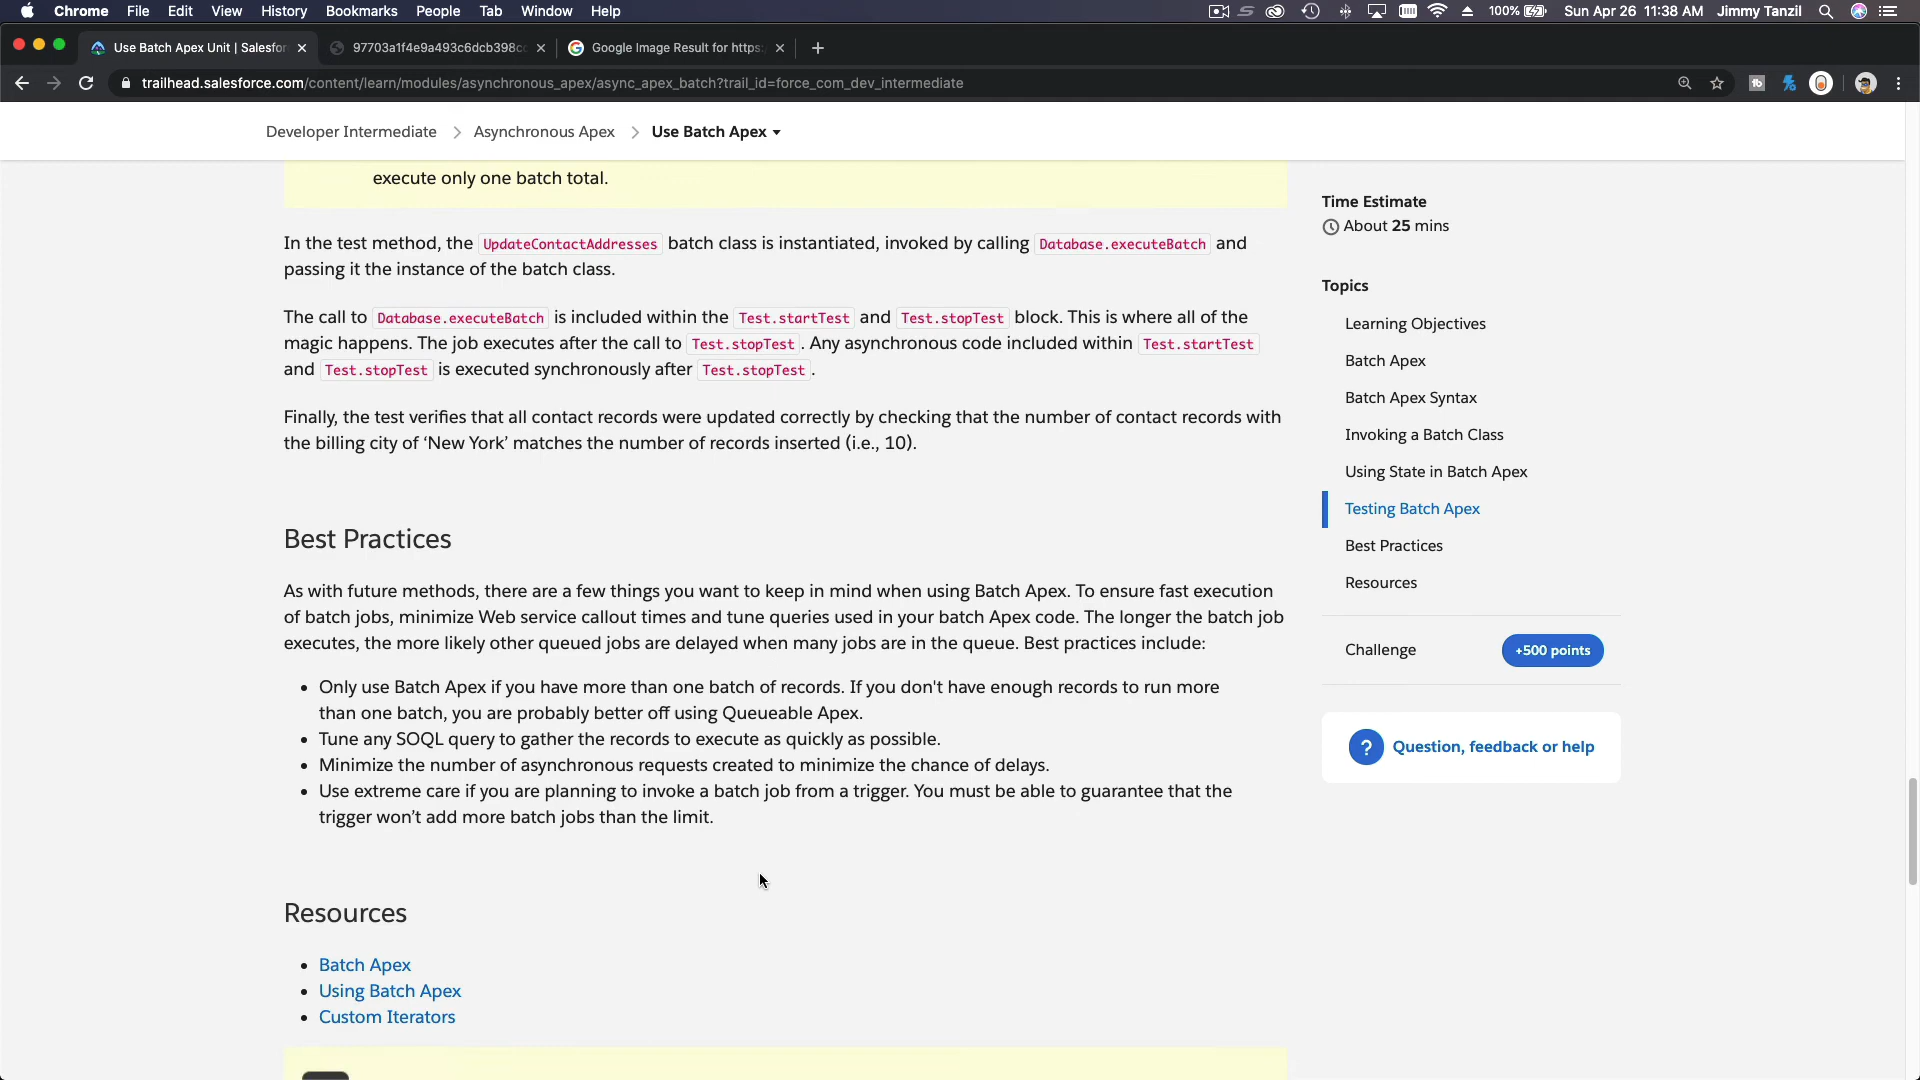 Chrome File Edit View History Bookmarks People Tab Window Help 100% Sun Apr 26 11:38 AM Jimmy Tanzil
Use Batch Apex Unit | Salesfor 97703a1f4e9a493c6dcb398cc Google Image Result for https:
trailhead.salesforce.com/content/learn/modules/asynchronous_apex/async_apex_batch?trail_id=force_com_dev_intermediate
Developer Intermediate > Asynchronous Apex > Use Batch Apex
execute only one batch total.
In the test method, the UpdateContactAddresses batch class is instantiated, invoked by calling Database.executeBatch and
passing it the instance of the batch class.
The call to Database.executeBatch is included within the Test.startTest and Test.stopTest block. This is where all of the
magic happens. The job executes after the call to Test.stopTest. Any asynchronous code included within Test.startTest
and Test.stopTest is executed synchronously after Test.stopTest.
Finally, the test verifies that all contact records were updated correctly by checking that the number of contact records with
the billing city of ‘New York’ matches the number of records inserted (i.e., 10).
Best Practices
As with future methods, there are a few things you want to keep in mind when using Batch Apex. To ensure fast execution
of batch jobs, minimize Web service callout times and tune queries used in your batch Apex code. The longer the batch job
executes, the more likely other queued jobs are delayed when many jobs are in the queue. Best practices include:
• Only use Batch Apex if you have more than one batch of records. If you don't have enough records to run more
than one batch, you are probably better off using Queueable Apex.
• Tune any SOQL query to gather the records to execute as quickly as possible.
• Minimize the number of asynchronous requests created to minimize the chance of delays.
• Use extreme care if you are planning to invoke a batch job from a trigger. You must be able to guarantee that the
trigger won’t add more batch jobs than the limit.
Resources
• Batch Apex
• Using Batch Apex
• Custom Iterators
Time Estimate
About 25 mins
Topics
Learning Objectives
Batch Apex
Batch Apex Syntax
Invoking a Batch Class
Using State in Batch Apex
Testing Batch Apex
Best Practices
Resources
Challenge +500 points
? Question, feedback or help